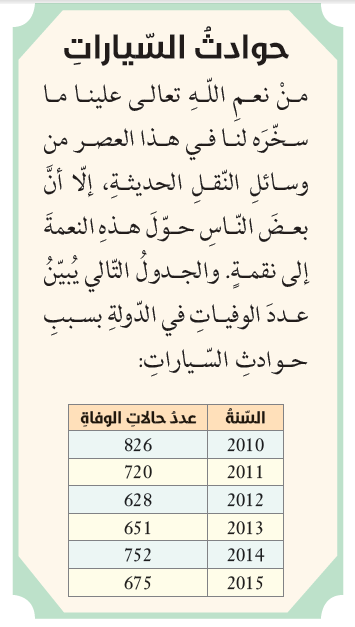 حوادثُ السّياراتِ
منْ نعمِ اللّهِ تعالى علينا ما
سخّرَه لنا في هذا العصر من
وسائلِ النّقلِ الحديثةِ، إلّا أنَّ
بعضَ النّاسِ حوّلَ هذهِ النعمةَ
إلى نقمةٍ. والجدولُ التّالي يُبيّنُ
عددَ الوفياتِ في الدّولةِ بسببِ
حوادثِ السّياراتِ:
السّنةُ عددُ حالاتِ الوفاةِ
2010 826
2011 720
2012 628
2013 651
2014 752
2015 675